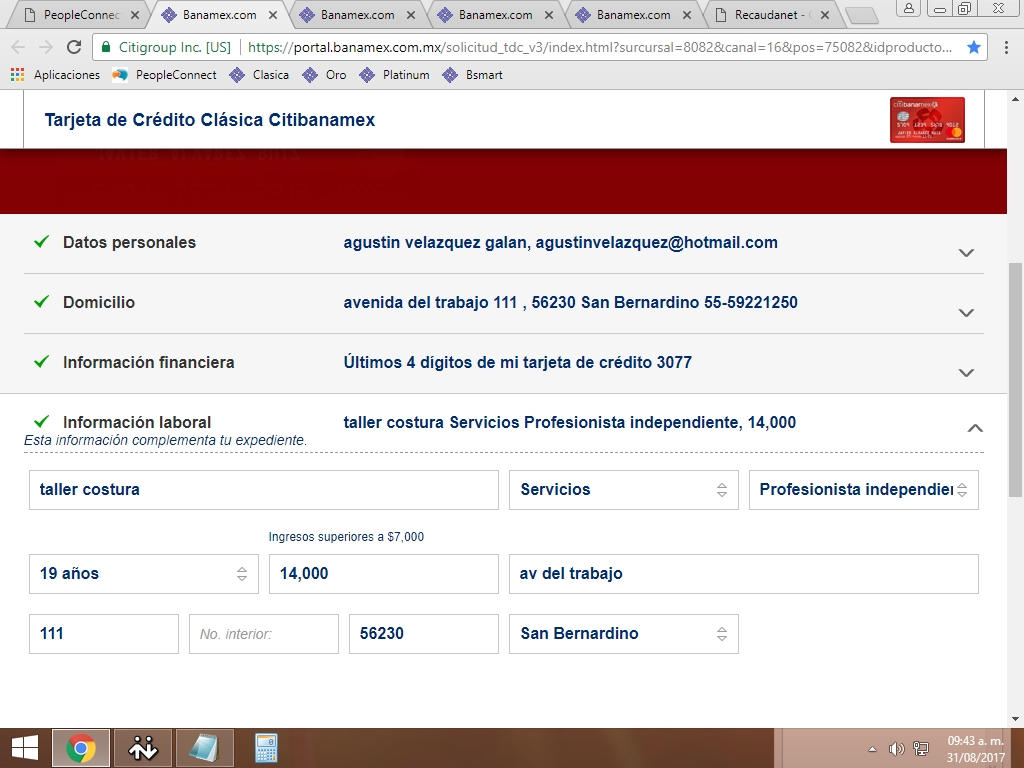 PeopleConnec
Banamex.com
Banamex.com
Banamex.com
Banamex.com
Recaudanet -
Citigroup Inc. [US]
https://portal.banamex.com.mx/solicitud_tdc_v3/index.html?surcursal=8082&canal=16&pos=75082&idproducto...
Aplicaciones
PeopleConnect
Clasica
Oro
Platinum
Bsmart
Tarjeta de Crédito Clásica Citibanamex
citibanamex
Datos personales
agustin velazquez galan, agustinvelazquez@hotmail.com
Domicilio
avenida del trabajo 111 , 56230 San Bernardino 55-59221250
Información financiera
Últimos 4 dígitos de mi tarjeta de crédito 3077
Información laboral
taller costura Servicios Profesionista independiente, 14,000
Esta información complementa tu expediente.
taller costura
Servicios
Profesionista independien
Ingresos superiores a $7,000
19 años
14,000
av del trabajo
111
No. interior:
56230
San Bernardino
09:43 a. m.
31/08/2017